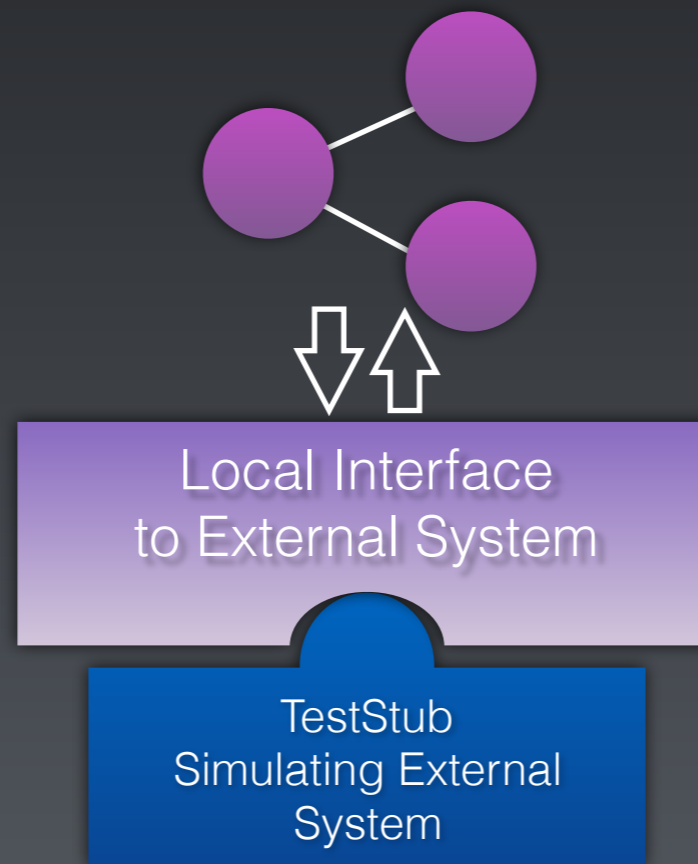 Local Interface
to External System
TestStub
Simulating External
System